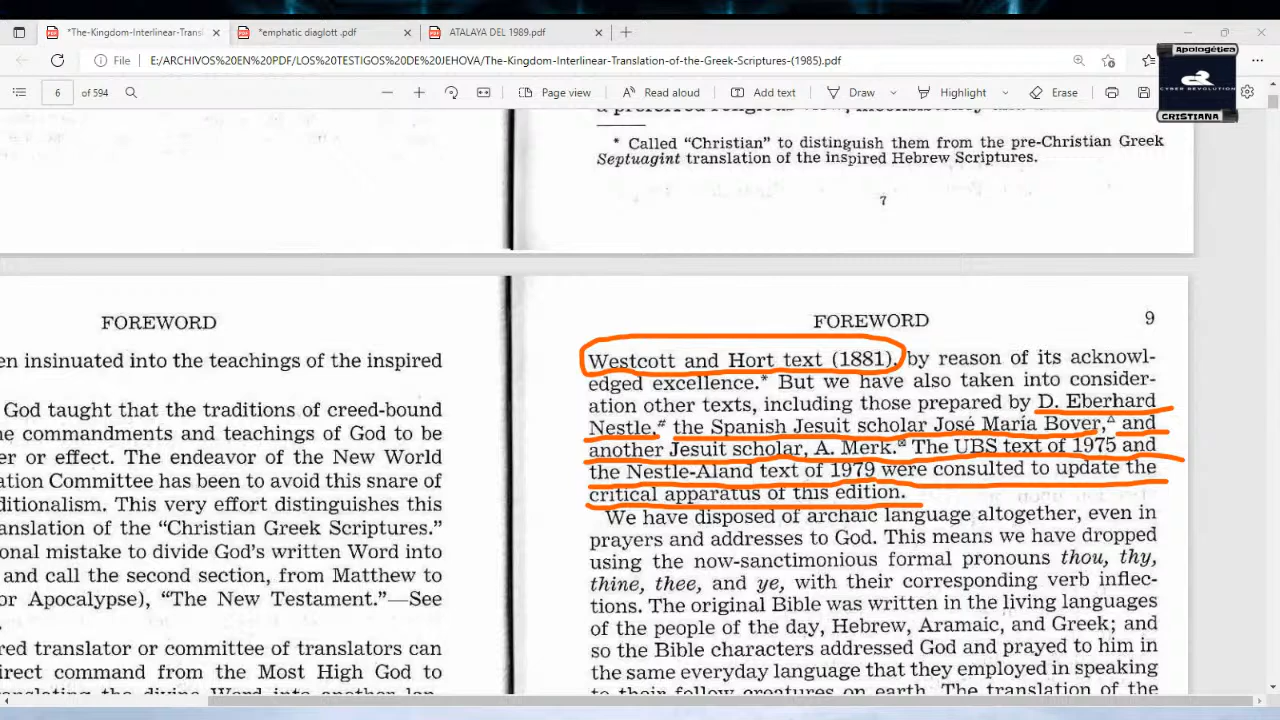 *The-Kingdom-Interlinear-Transl
*emphatic diaglott .pdf
ATALAYA DEL 1989.pdf
File
E:/ARCHIVOS%20EN%20PDF/LOS%20TESTIGOS%20DE%20JEHOVA/The-Kingdom-Interlinear-Translation-of-the-Greek-Scriptures-(1985).pdf
Apologética
CYBER REVOLUTION
CRISTIANA
6 of 594
Page view
Read aloud
Add text
Draw
Highlight
Erase
* Called “Christian” to distinguish them from the pre-Christian Greek
Septuagint translation of the inspired Hebrew Scriptures.
7
FOREWORD
en insinuated into the teachings of the inspired
God taught that the traditions of creed-bound
he commandments and teachings of God to be
er or effect. The endeavor of the New World
ation Committee has been to avoid this snare of
ditionalism. This very effort distinguishes this
anslation of the “Christian Greek Scriptures.”
onal mistake to divide God’s written Word into
and call the second section, from Matthew to
or Apocalypse), “The New Testament.”—See
red translator or committee of translators can
irect command from the Most High God to
FOREWORD 9
Westcott and Hort text (1881), by reason of its acknowl-
edged excellence.* But we have also taken into consider-
ation other texts, including those prepared by D. Eberhard
Nestle,# the Spanish Jesuit scholar José María Bover,△ and
another Jesuit scholar, A. Merk. The UBS text of 1975 and
the Nestle-Aland text of 1979 were consulted to update the
critical apparatus of this edition.
We have disposed of archaic language altogether, even in
prayers and addresses to God. This means we have dropped
using the now-sanctimonious formal pronouns thou, thy,
thine, thee, and ye, with their corresponding verb inflec-
tions. The original Bible was written in the living languages
of the people of the day, Hebrew, Aramaic, and Greek; and
so the Bible characters addressed God and prayed to him in
the same everyday language that they employed in speaking
to their fellow creatures on earth. The translation of the